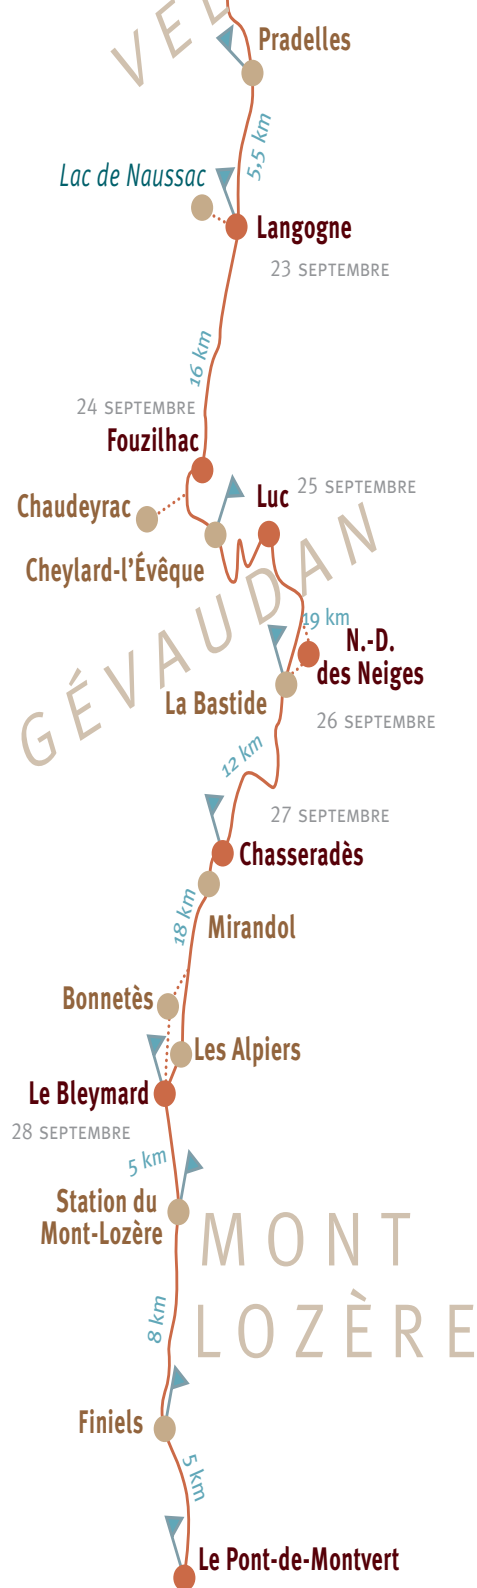 VEL
Pradelles
5,5 km
Lac de Naussac
Langogne
23 SEPTEMBRE
16 km
24 SEPTEMBRE
Fouzilhac
25 SEPTEMBRE
Luc
Chaudeyrac
Cheylard-l’Évêque
GÉVAUDAN
19 km
N.-D.
des Neiges
La Bastide
26 SEPTEMBRE
12 km
27 SEPTEMBRE
Chasseradès
18 km
Mirandol
Bonnetès
Les Alpiers
Le Bleymard
28 SEPTEMBRE
5 km
Station du
Mont-Lozère
MONT
LOZÈRE
8 km
Finiels
5 km
Le Pont-de-Montvert